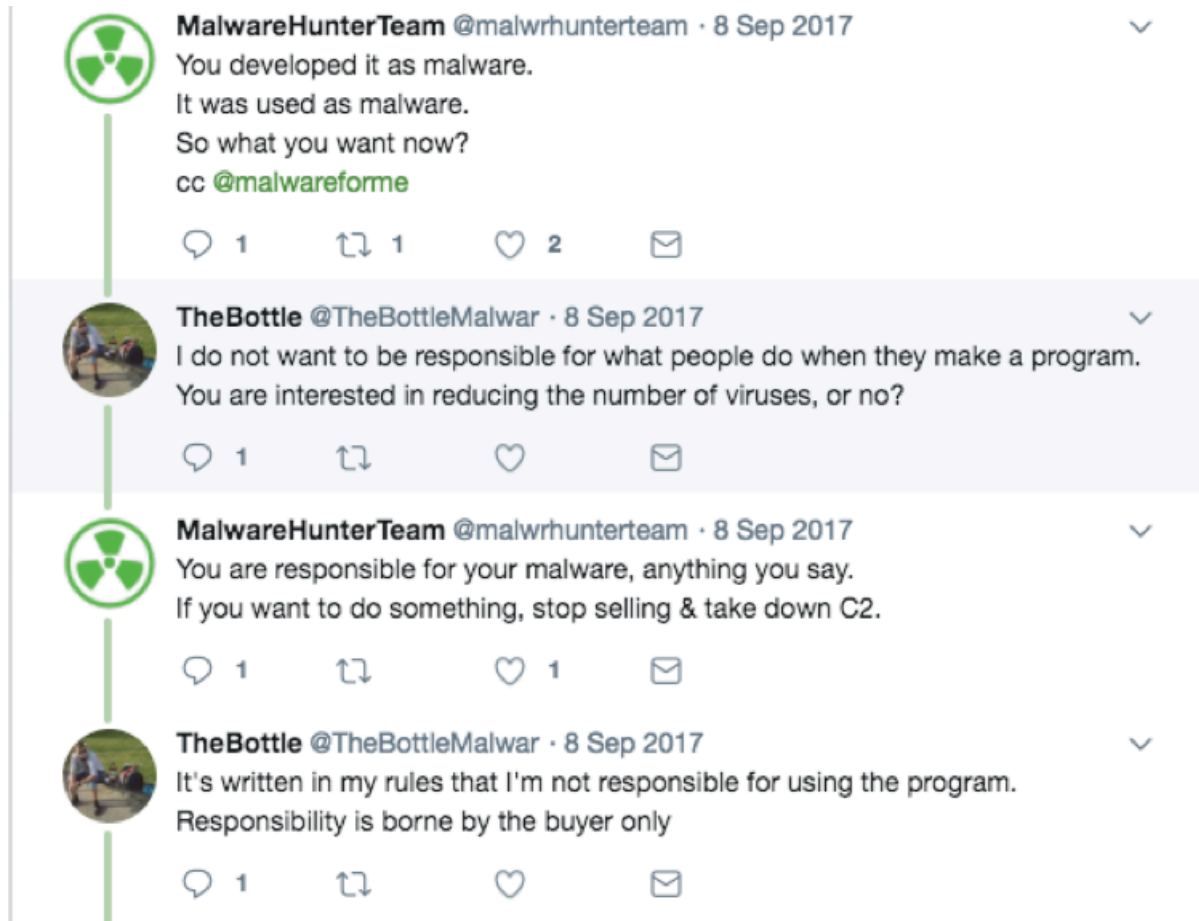 MalwareHunterTeam @malwrhunterteam · 8 Sep 2017
You developed it as malware.
It was used as malware.
So what you want now?
cc @malwareforme
1 1 2
TheBottle @TheBottleMalwar · 8 Sep 2017
I do not want to be responsible for what people do when they make a program.
You are interested in reducing the number of viruses, or no?
1
MalwareHunterTeam @malwrhunterteam · 8 Sep 2017
You are responsible for your malware, anything you say.
If you want to do something, stop selling & take down C2.
1 1
TheBottle @TheBottleMalwar · 8 Sep 2017
It's written in my rules that I'm not responsible for using the program.
Responsibility is borne by the buyer only
1